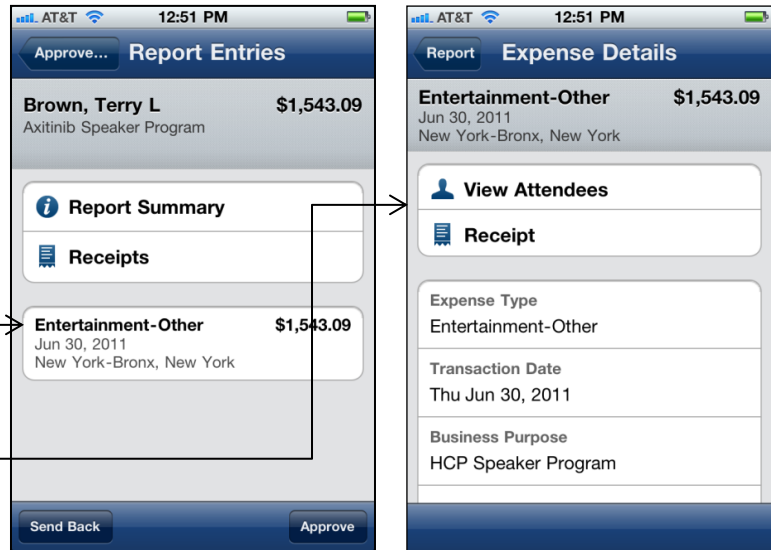 AT&T 12:51 PM
Approve... Report Entries
Brown, Terry L $1,543.09
Axitinib Speaker Program
Report Summary
Receipts
Entertainment-Other $1,543.09
Jun 30, 2011
New York-Bronx, New York
Send Back Approve
AT&T 12:51 PM
Report Expense Details
Entertainment-Other $1,543.09
Jun 30, 2011
New York-Bronx, New York
View Attendees
Receipt
Expense Type
Entertainment-Other
Transaction Date
Thu Jun 30, 2011
Business Purpose
HCP Speaker Program